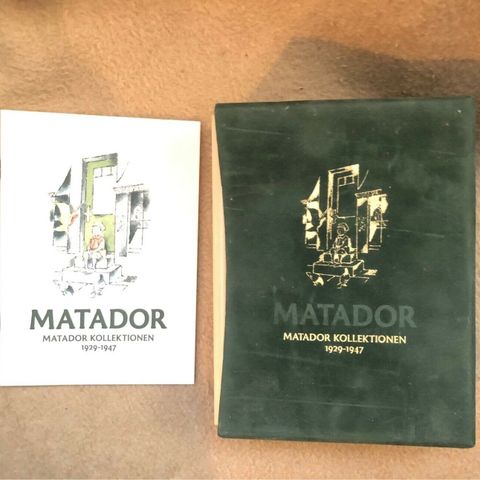 MATADOR
MATADOR KOLLEKTIONEN
1929-1947
MATADOR
MATADOR KOLLEKTIONEN
1929-1947